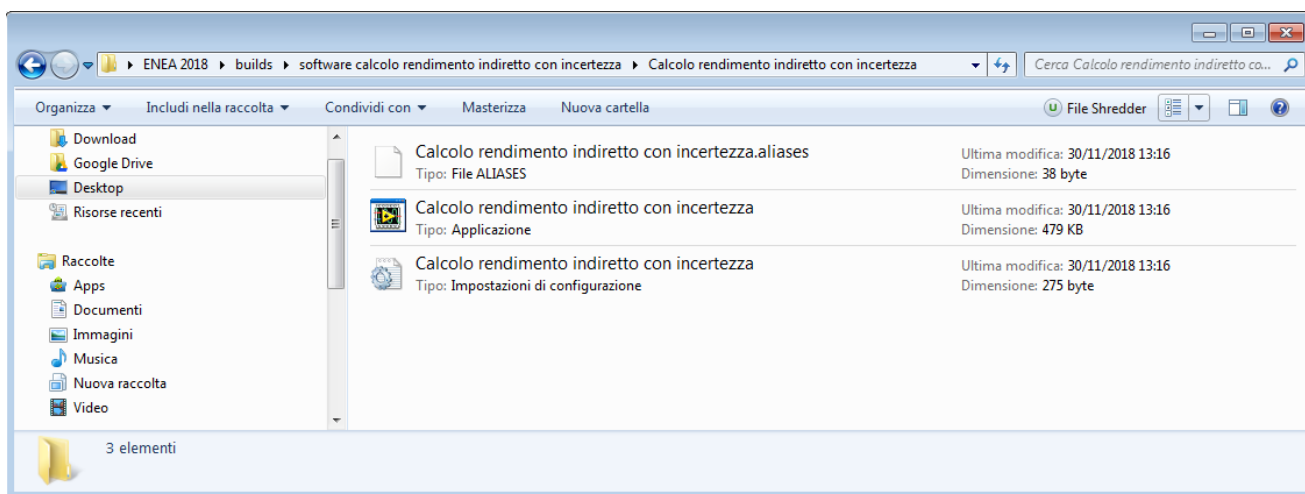 ENEA 2018 builds software calcolo rendimento indiretto con incertezza Calcolo rendimento indiretto con incertezza Cerca Calcolo rendimento indiretto co...
Organizza Includi nella raccolta Condividi con Masterizza Nuova cartella File Shredder
Download
Google Drive
Desktop
Risorse recenti
Raccolte
Apps
Documenti
Immagini
Musica
Nuova raccolta
Video
Calcolo rendimento indiretto con incertezza.aliases Ultima modifica: 30/11/2018 13:16
Tipo: File ALIASES Dimensione: 38 byte
Calcolo rendimento indiretto con incertezza Ultima modifica: 30/11/2018 13:16
Tipo: Applicazione Dimensione: 479 KB
Calcolo rendimento indiretto con incertezza Ultima modifica: 30/11/2018 13:16
Tipo: Impostazioni di configurazione Dimensione: 275 byte
3 elementi